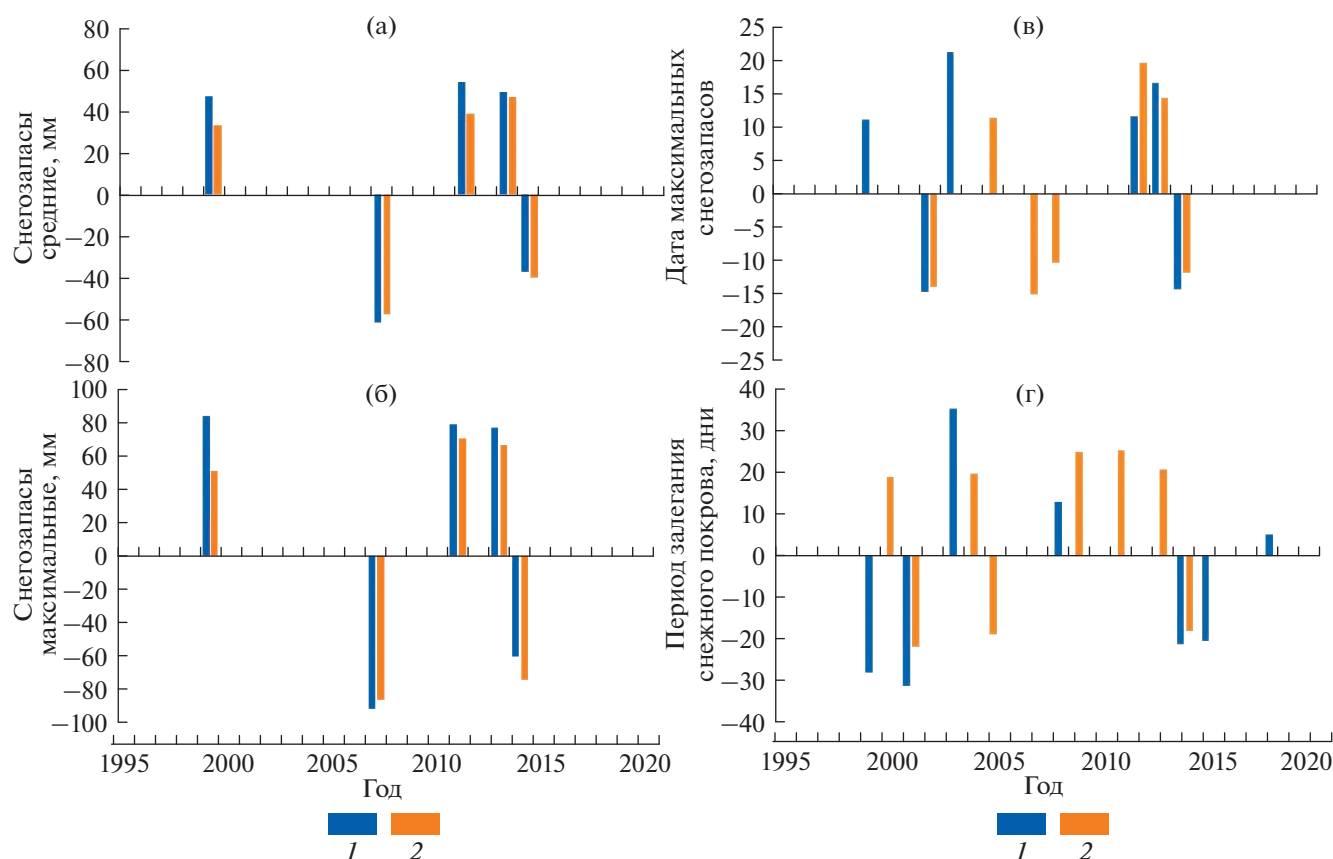 (а)
Снегозапасы
средние, мм
80
60
40
20
0
−20
−40
−60
−80
(в)
Дата максимальных
снегозапасов
25
20
15
10
5
0
−5
−10
−15
−20
−25
(б)
Снегозапасы
максимальные, мм
100
80
60
40
20
0
−20
−40
−60
−80
−100
1995 2000 2005 2010 2015 2020
Год
1 2
(г)
Период залегания
снежного покрова, дни
40
30
20
10
0
−10
−20
−30
−40
1995 2000 2005 2010 2015 2020
Год
1 2